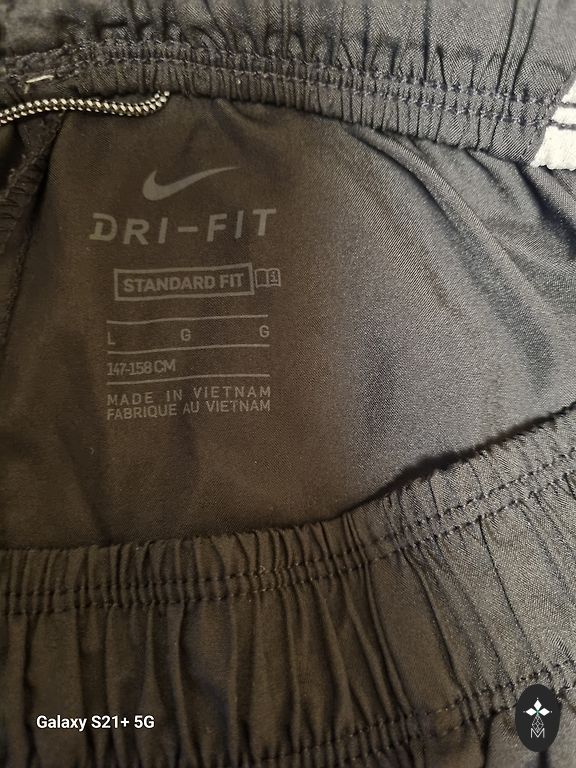 DRI-FIT
STANDARD FIT
L G G
147-158 CM
MADE IN VIETNAM
FABRIQUE AU VIETNAM
Galaxy S21+ 5G
M